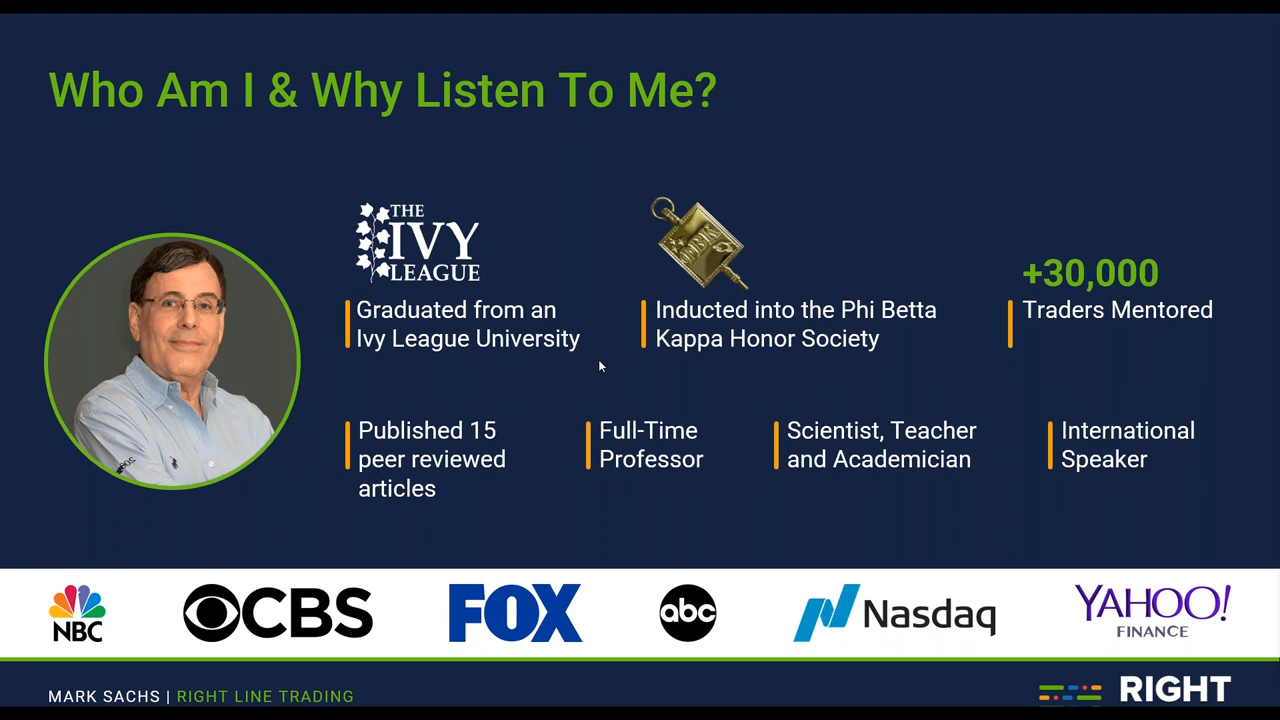 Who Am I & Why Listen To Me?
THE
IVY
LEAGUE
ΦBK
+30,000
Graduated from an
Ivy League University
Inducted into the Phi Betta
Kappa Honor Society
Traders Mentored
Published 15
peer reviewed
articles
Full-Time
Professor
Scientist, Teacher
and Academician
International
Speaker
NBC
CBS
FOX
abc
Nasdaq
YAHOO!
FINANCE
MARK SACHS | RIGHT LINE TRADING
RIGHT